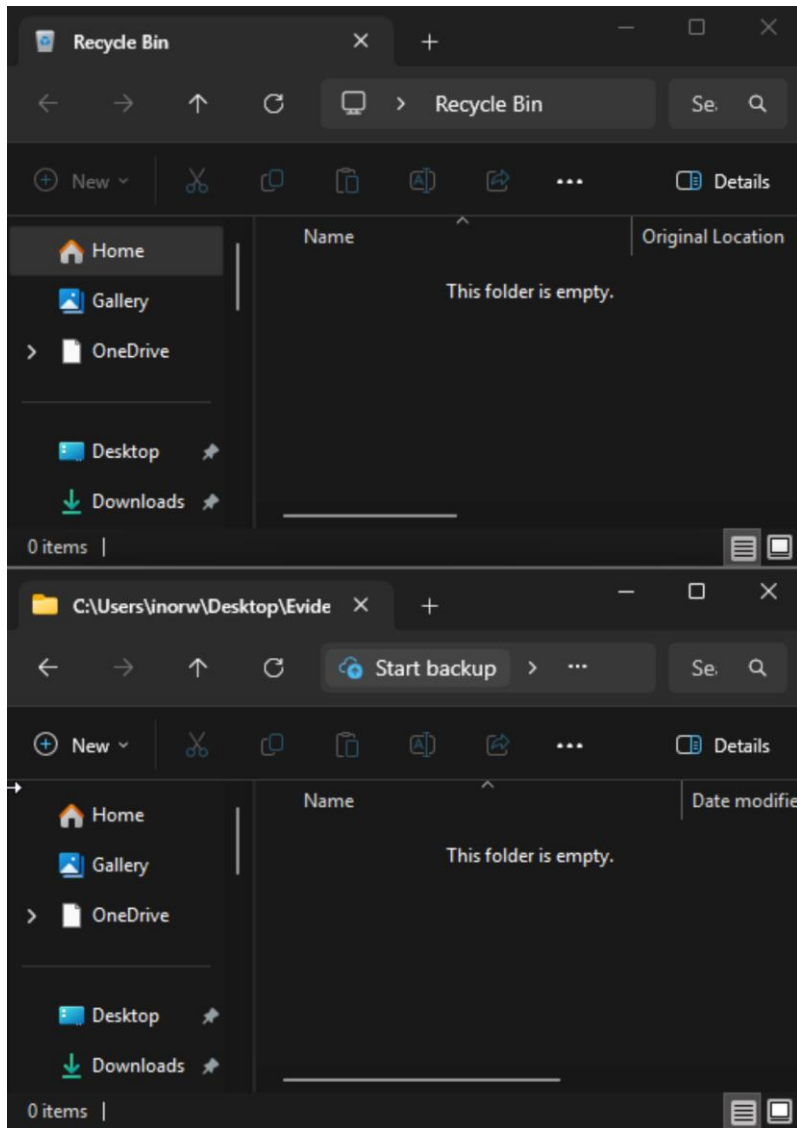 Recycle Bin
Recycle Bin
Se
New
Details
Home
Name
Original Location
Gallery
This folder is empty.
OneDrive
Desktop
Downloads
0 items
C:\Users\inorw\Desktop\Evide
Start backup
Se
New
Details
Home
Name
Date modifie
Gallery
This folder is empty.
OneDrive
Desktop
Downloads
0 items